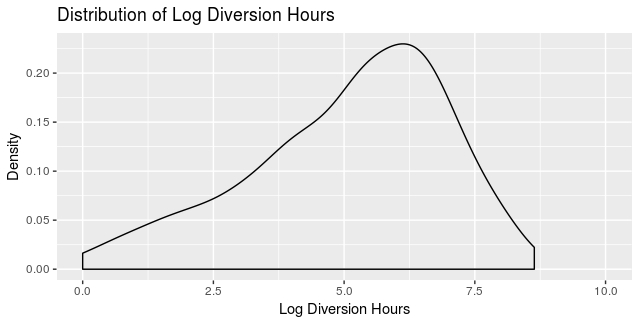 Distribution of Log Diversion Hours
Density
0.20
0.15
0.10
0.05
0.00
0.0 2.5 5.0 7.5 10.0
Log Diversion Hours